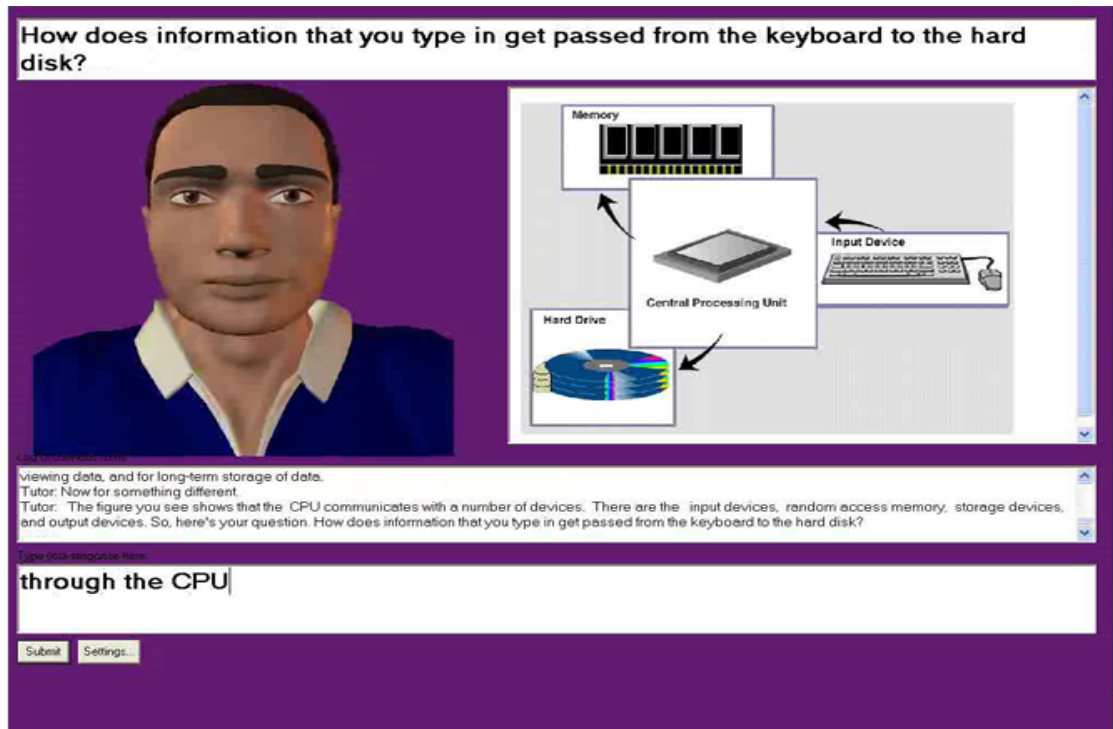 How does information that you type in get passed from the keyboard to the hard
disk?
Memory
Input Device
Central Processing Unit
Hard Drive
viewing data, and for long-term storage of data.
Tutor: Now for something different.
Tutor: The figure you see shows that the CPU communicates with a number of devices. There are the input devices, random access memory, storage devices,
and output devices. So, here's your question. How does information that you type in get passed from the keyboard to the hard disk?
Type your response here:
through the CPU
Submit
Settings...